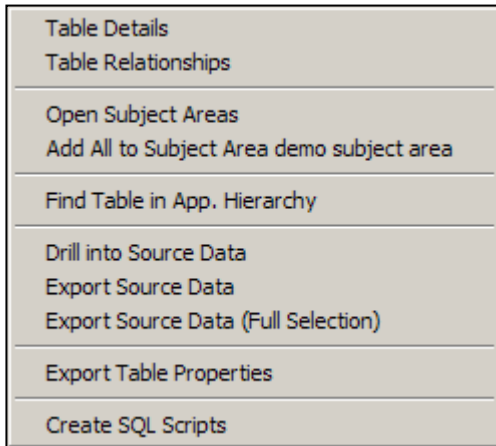 Table Details
Table Relationships
Open Subject Areas
Add All to Subject Area demo subject area
Find Table in App. Hierarchy
Drill into Source Data
Export Source Data
Export Source Data (Full Selection)
Export Table Properties
Create SQL Scripts